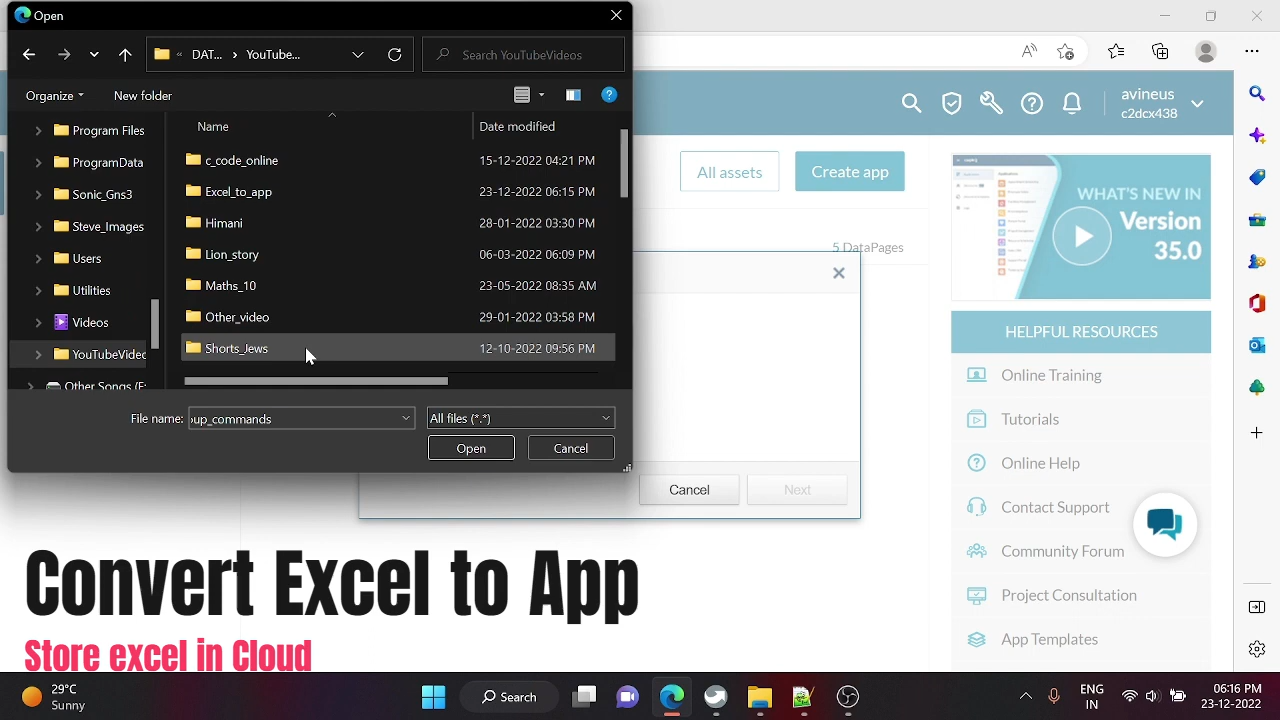 Open
« DAT... > YouTube...
Search YouTubeVideos
Organize
New folder
Name
Date modified
Program Files
ProgramData
Sonic_gns3
Steve_Images
Users
Utilities
Videos
YouTubeVideo
Other Songs (E
c_code_online 15-12-2022 04:21 PM
Excel_to_app 23-12-2022 06:15 PM
Himani 28-01-2022 03:30 PM
Lion_story 06-03-2022 12:09 PM
Maths_10 23-05-2022 08:35 AM
Other_video 29-01-2022 03:58 PM
Shorts_Jews 12-10-2022 09:56 PM
File name: up_commands
All files (*.*)
Open
Cancel
avineus
c2dcx438
All assets
Create app
5 DataPages
Cancel
Next
WHAT'S NEW IN
Version
35.0
HELPFUL RESOURCES
Online Training
Tutorials
Online Help
Contact Support
Community Forum
Project Consultation
App Templates
Convert Excel to App
Store excel in Cloud
29°C
Sunny
Search
ENG
IN
06:16 PM
23-12-2022